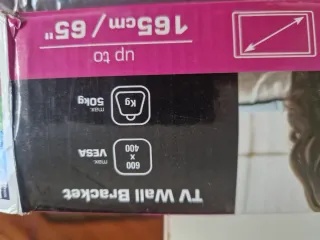 TV Wall Bracket
max.
VESA
600
x
400
max.
50kg
Kg
up to
165cm / 65"